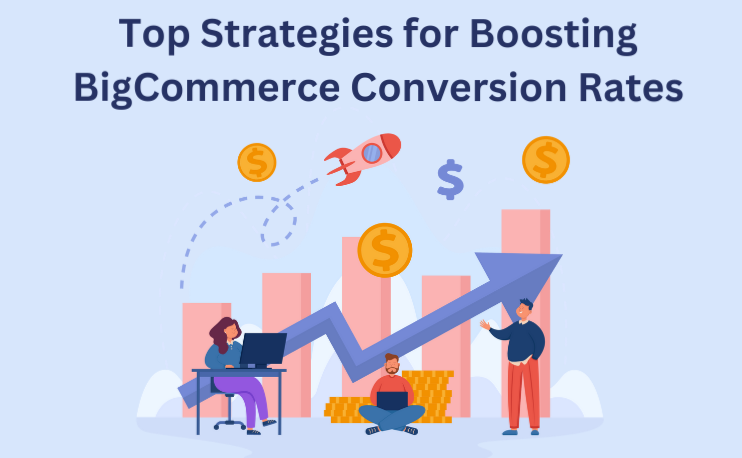 Top Strategies for Boosting
BigCommerce Conversion Rates
$
$
$
$